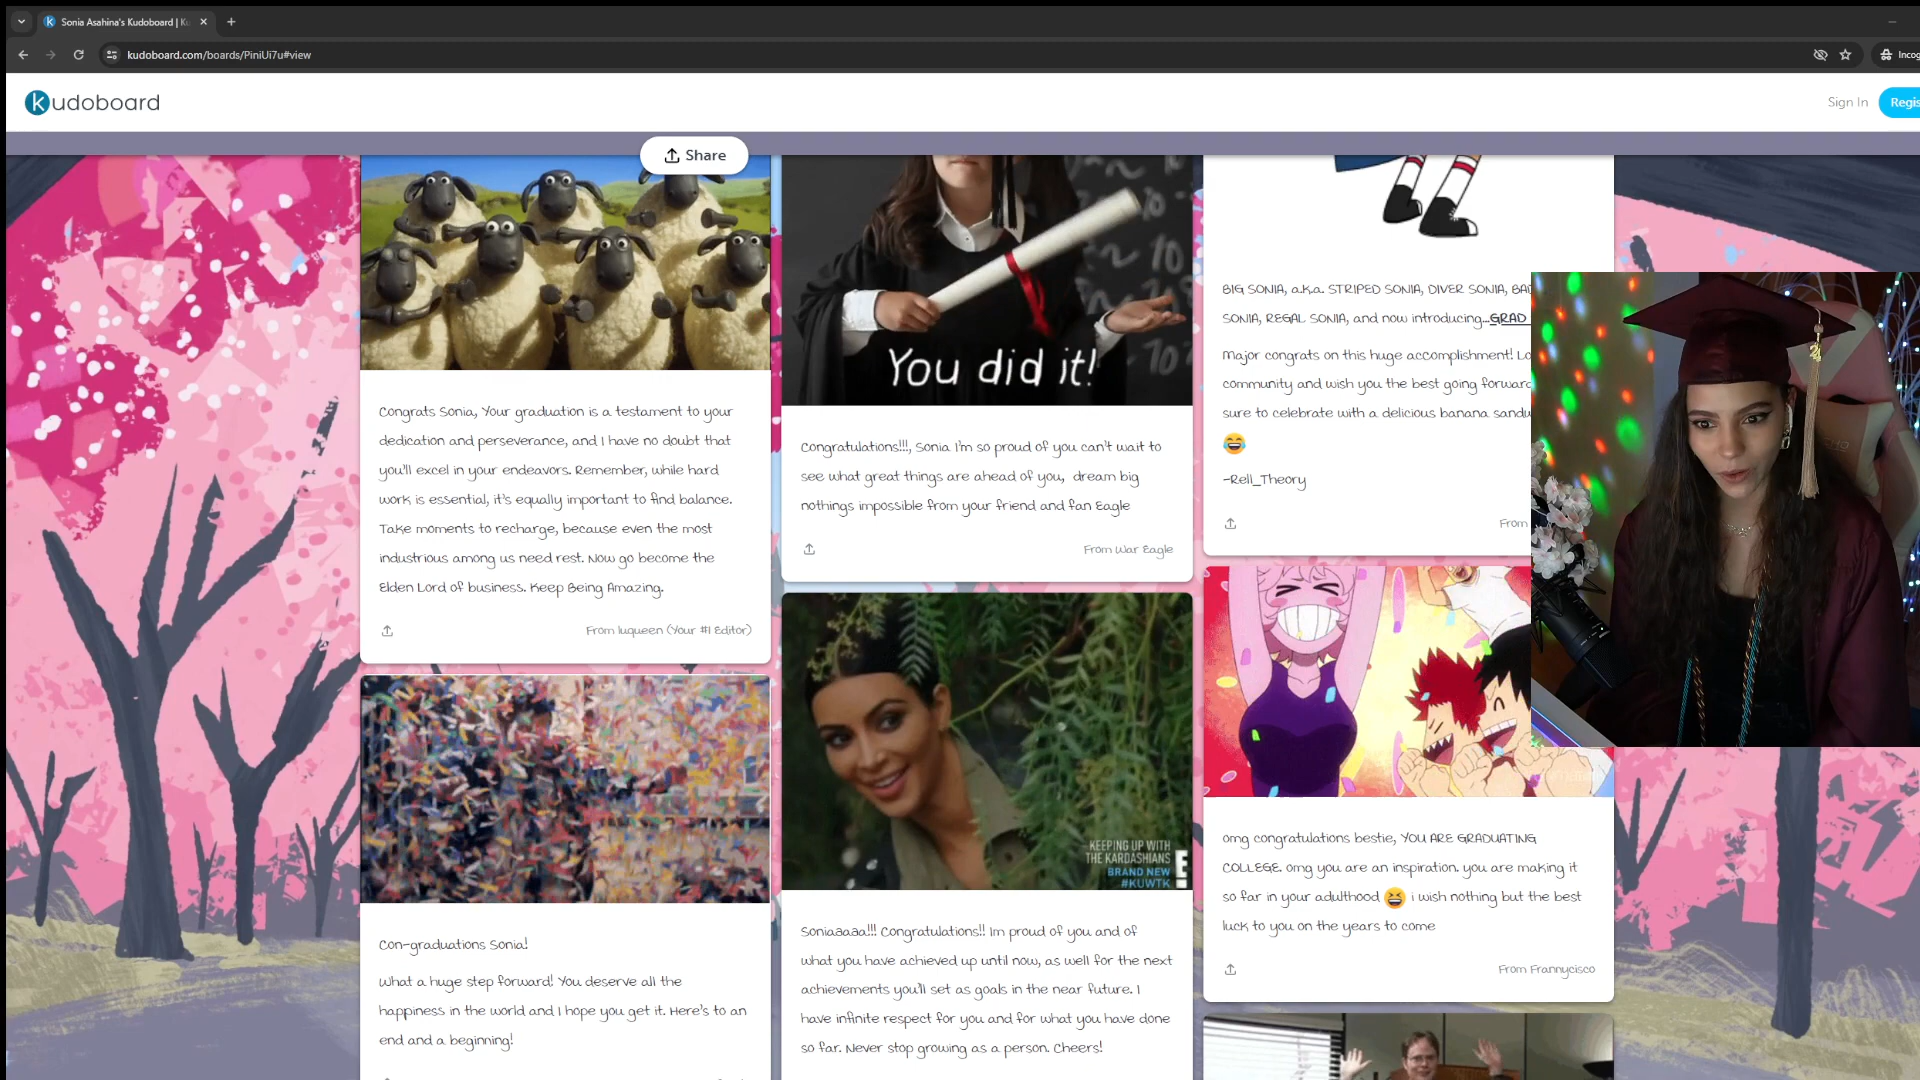 Sonia Asahina's Kudoboard | Ku
kudoboard.com/boards/PiniUi7u#view
Incog
kudoboard
Sign In
Regis
Share
Congrats Sonia, Your graduation is a testament to your
dedication and perseverance, and I have no doubt that
you'll excel in your endeavors. Remember, while hard
work is essential, it's equally important to find balance.
Take moments to recharge, because even the most
industrious among us need rest. Now go become the
Elden Lord of business. Keep Being Amazing.
From luqueen (Your #1 Editor)
Con-graduations Sonia!
What a huge step forward! You deserve all the
happiness in the world and I hope you get it. Here's to an
end and a beginning!
You did it!
Congratulations!!!, Sonia I'm so proud of you can't wait to
see what great things are ahead of you, dream big
nothings impossible from your friend and fan Eagle
From War Eagle
KEEPING UP WITH
THE KARDASHIANS
BRAND NEW
#KUWTK
E!
Soniaaaaa!!! Congratulations!! Im proud of you and of
what you have achieved up until now, as well for the next
achievements you'll set as goals in the near future. I
have infinite respect for you and for what you have done
so far. Never stop growing as a person. Cheers!
BIG SONIA, a.k.a. STRIPED SONIA, DIVER SONIA, BAD
SONIA, REGAL SONIA, and now introducing...GRAD
Major congrats on this huge accomplishment! Lo
community and wish you the best going forward
sure to celebrate with a delicious banana sandw
😂
-Rell_Theory
From
omg congratulations bestie, YOU ARE GRADUATING
COLLEGE. omg you are an inspiration. you are making it
so far in your adulthood 😆 i wish nothing but the best
luck to you on the years to come
From Frannycisco